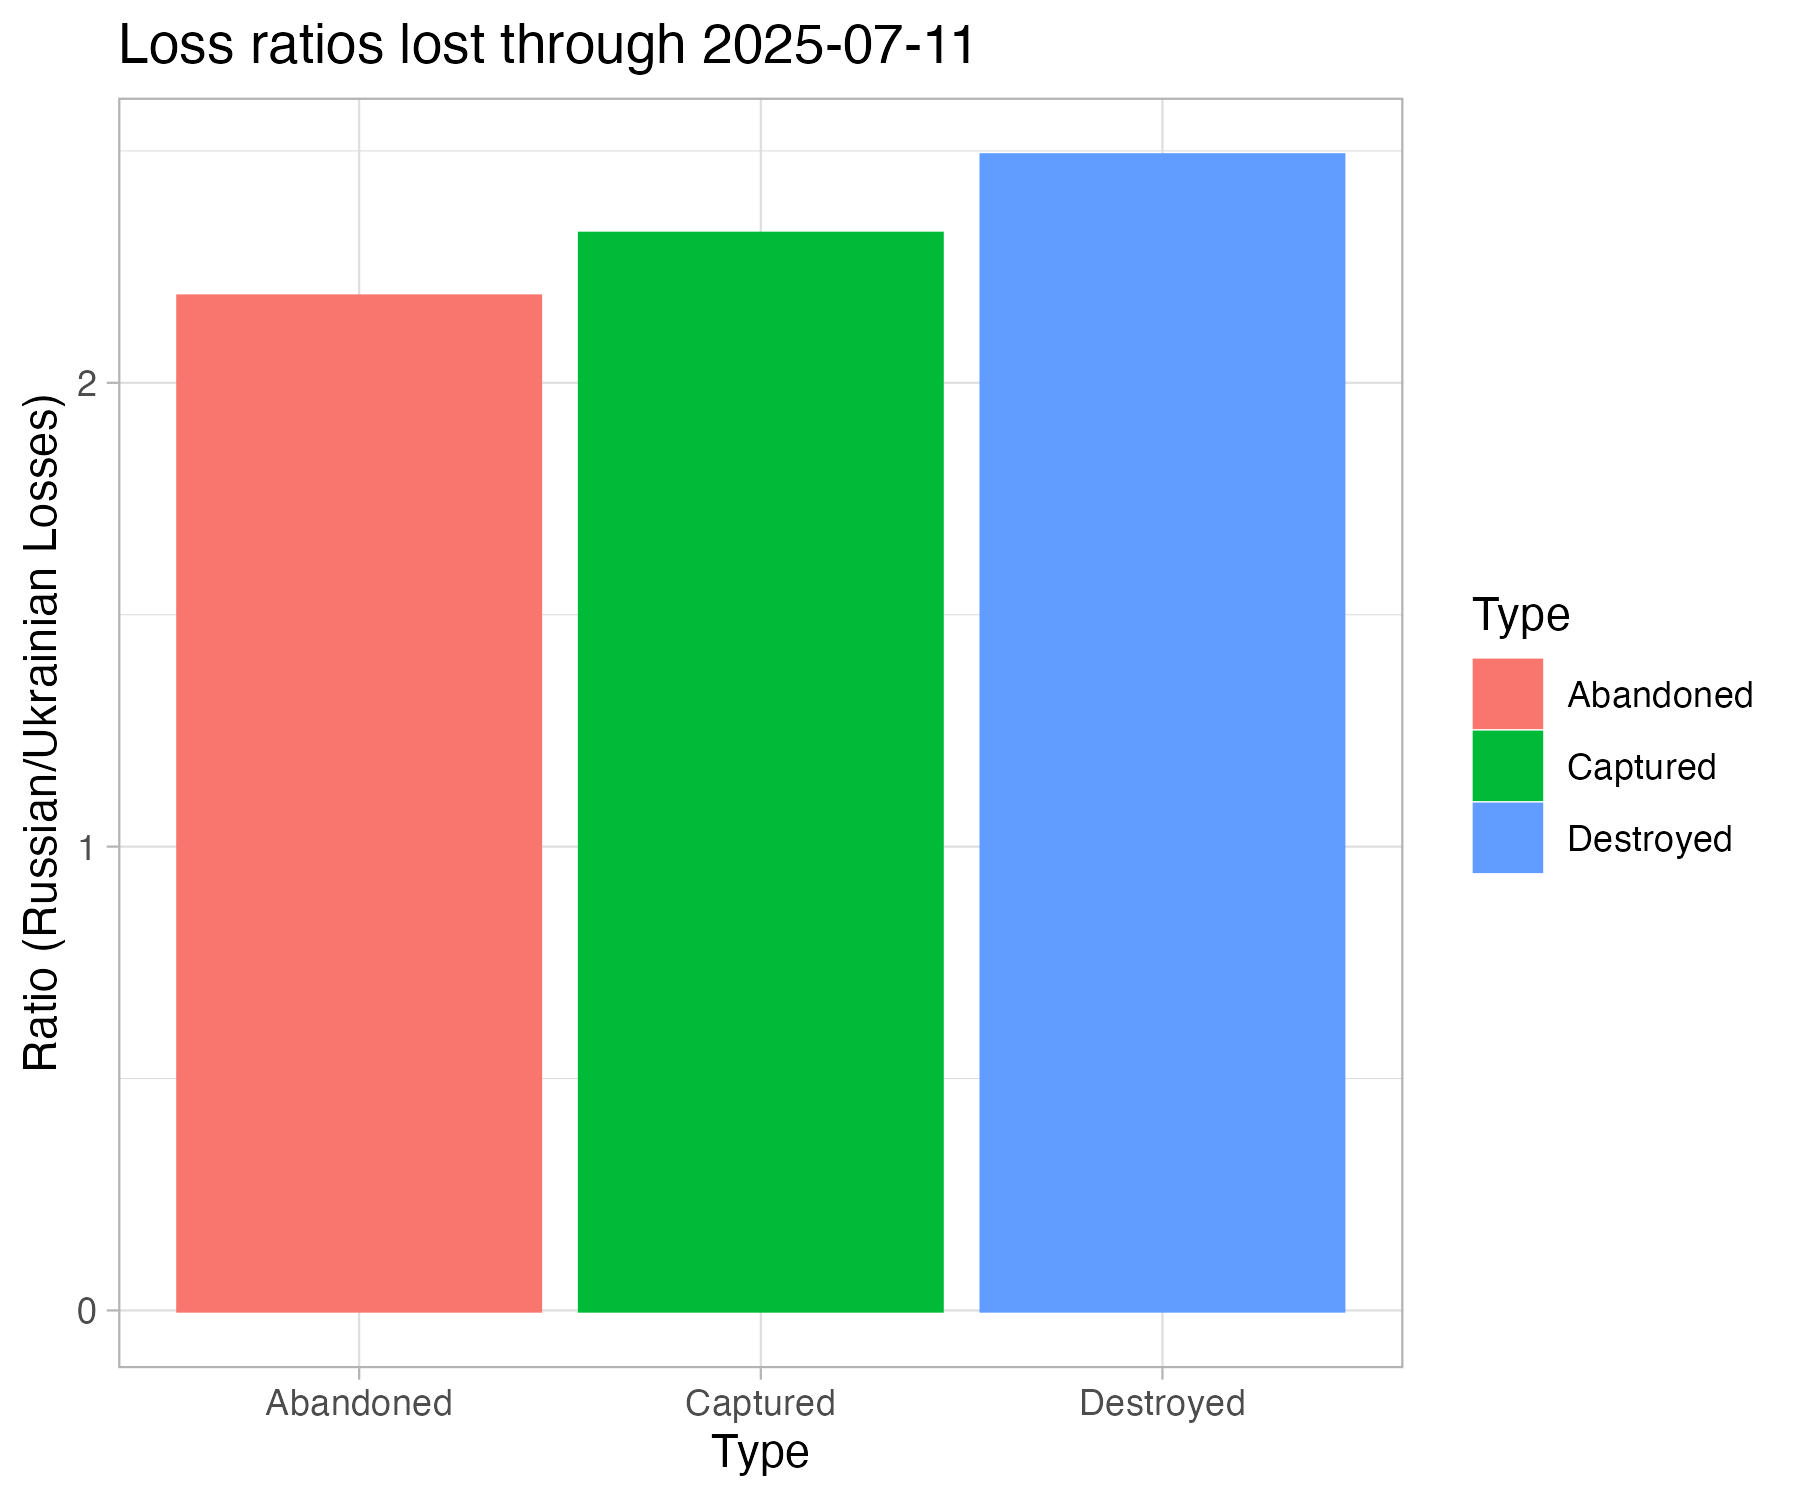 Loss ratios lost through 2025-07-11
Ratio (Russian/Ukrainian Losses)
2
1
0
Abandoned
Captured
Destroyed
Type
Type
Abandoned
Captured
Destroyed